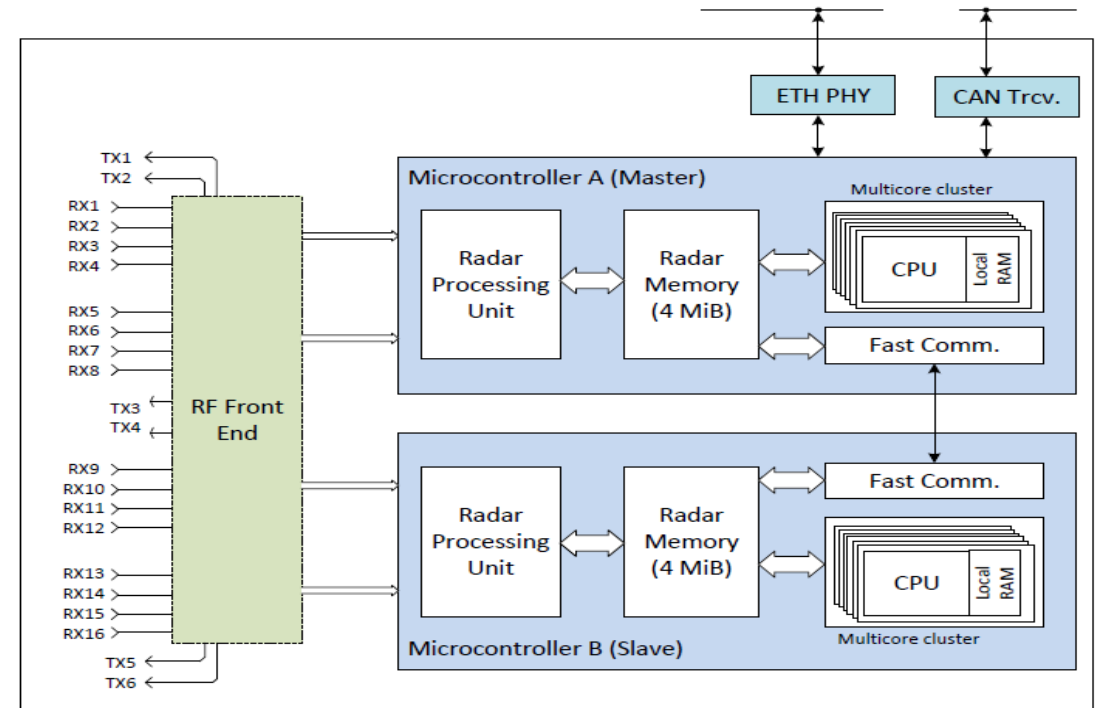 ETH PHY
CAN Trcv.
TX1
TX2
RX1
RX2
RX3
RX4
RX5
RX6
RX7
RX8
TX3
TX4
RX9
RX10
RX11
RX12
RX13
RX14
RX15
RX16
TX5
TX6
RF Front
End
Microcontroller A (Master)
Radar
Processing
Unit
Radar
Memory
(4 MiB)
Multicore cluster
CPU
Local
RAM
Fast Comm.
Radar
Processing
Unit
Radar
Memory
(4 MiB)
Fast Comm.
CPU
Local
RAM
Multicore cluster
Microcontroller B (Slave)